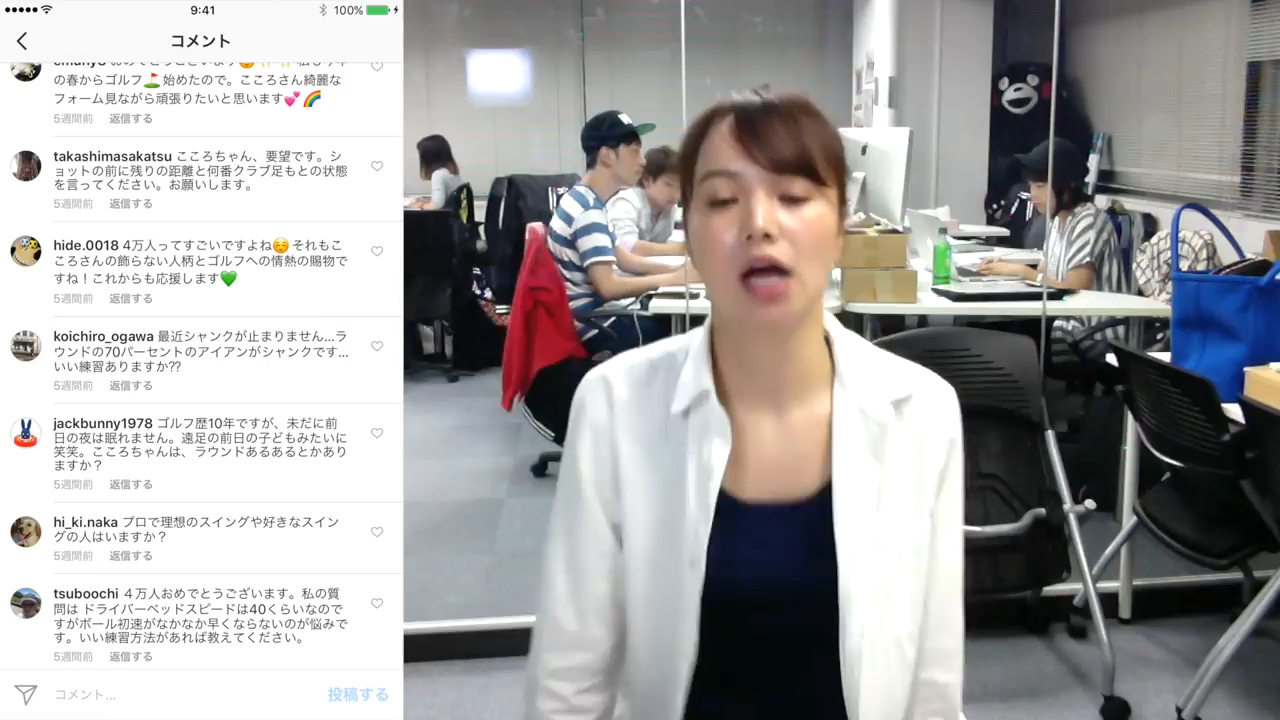 9:41
100%
コメント
の春からゴルフ⛳始めたので。こころさん綺麗な
フォーム見ながら頑張りたいと思います💕🌈
5週間前 返信する
takashimasakatsu こころちゃん、要望です。シ
ョットの前に残りの距離と何番クラブ足もとの状態
を言ってください。お願いします。
5週間前 返信する
hide.0018 4万人ってすごいですよね☺️ それもこ
ころさんの飾らない人柄とゴルフへの情熱の賜物で
すね！これからも応援します💚
5週間前 返信する
koichiro_ogawa 最近シャンクが止まりません...ラ
ウンドの70パーセントのアイアンがシャンクです...
いい練習ありますか??
5週間前 返信する
jackbunny1978 ゴルフ歴10年ですが、未だに前
日の夜は眠れません。遠足の前日の子どもみたいに
笑笑。こころちゃんは、ラウンドあるあるとかあり
ますか？
5週間前 返信する
hi_ki.naka プロで理想のスイングや好きなスイン
グの人はいますか？
5週間前 返信する
tsuboochi ４万人おめでとうございます。私の質
問は ドライバーベッドスピードは40くらいなので
すがボール初速がなかなか早くならないのが悩みで
す。いい練習方法があれば教えてください。
5週間前 返信する
コメント...
投稿する